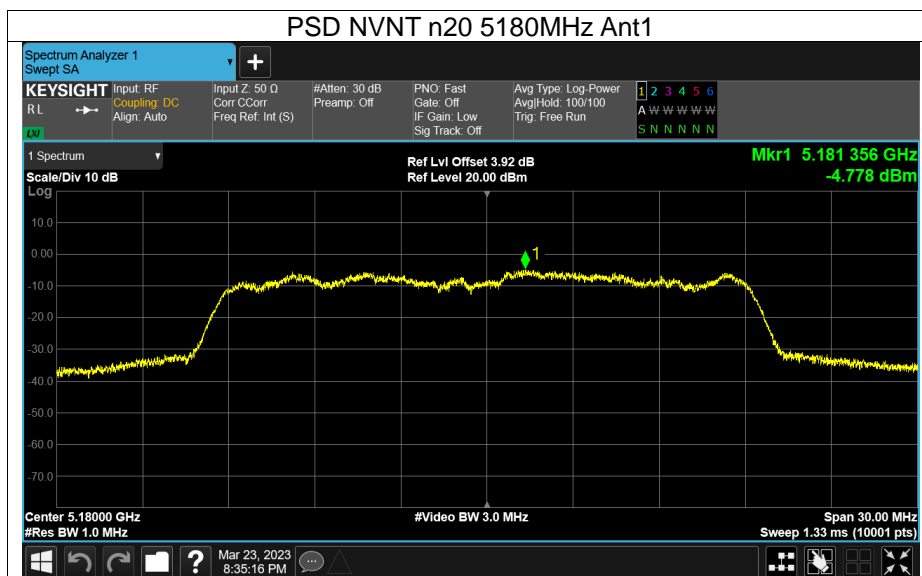 PSD NVNT n20 5180MHz Ant1
Spectrum Analyzer 1
Swept SA
+
KEYSIGHT
RL
LXI
Input: RF
Coupling: DC
Align: Auto
Input Z: 50 Ω
Corr CCorr
Freq Ref: Int (S)
#Atten: 30 dB
Preamp: Off
PNO: Fast
Gate: Off
IF Gain: Low
Sig Track: Off
Avg Type: Log-Power
Avg|Hold: 100/100
Trig: Free Run
1 2 3 4 5 6
A W W W W W
S N N N N N
1 Spectrum
Scale/Div 10 dB
Ref Lvl Offset 3.92 dB
Ref Level 20.00 dBm
Mkr1 5.181 356 GHz
-4.778 dBm
Log
10.0
0.00
-10.0
-20.0
-30.0
-40.0
-50.0
-60.0
-70.0
1
Center 5.18000 GHz
#Res BW 1.0 MHz
#Video BW 3.0 MHz
Span 30.00 MHz
Sweep 1.33 ms (10001 pts)
?
Mar 23, 2023
8:35:16 PM